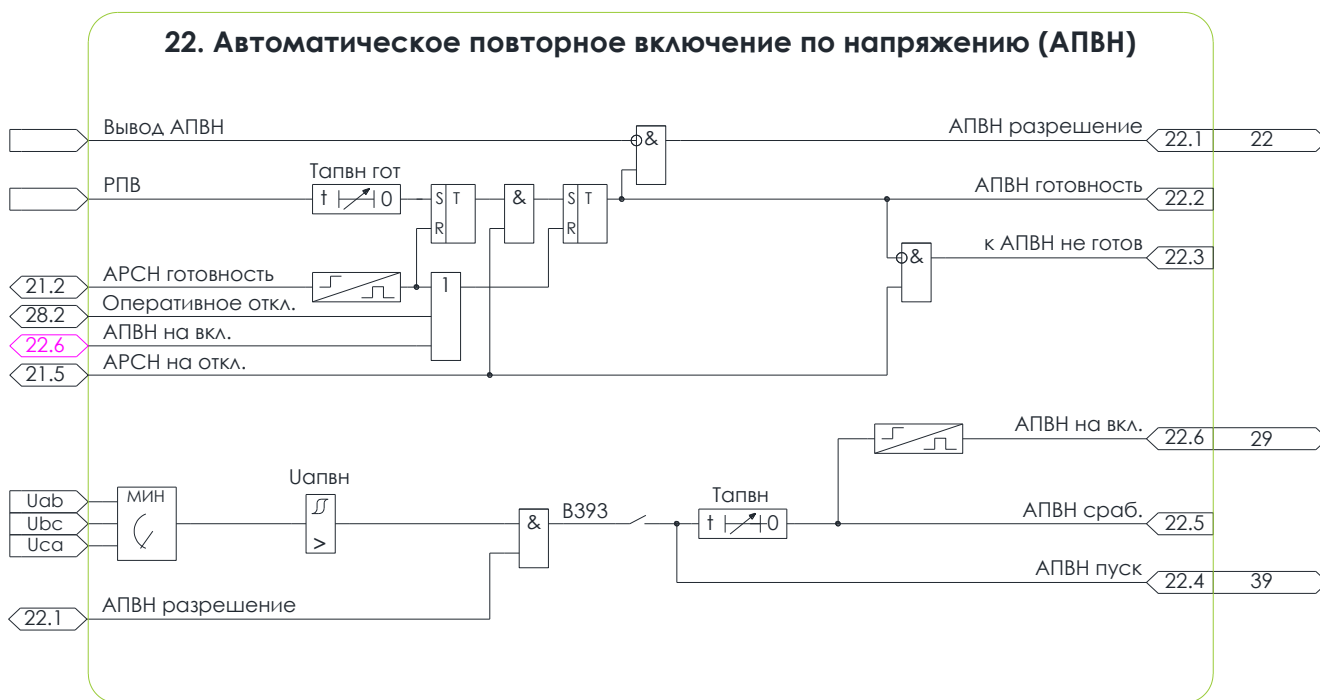 22. Автоматическое повторное включение по напряжению (АПВН)
Вывод АПВН
&
АПВН разрешение
22.1
22
РПВ
Тапвн гот
t
0
S
T
R
&
S
T
R
АПВН готовность
22.2
&
к АПВН не готов
22.3
21.2
АРСН готовность
1
28.2
Оперативное откл.
22.6
АПВН на вкл.
21.5
АРСН на откл.
АПВН на вкл.
22.6
29
Uab
Ubc
Uca
МИН
Uапвн
>
&
В393
Тапвн
t
0
АПВН сраб.
22.5
АПВН пуск
22.4
39
22.1
АПВН разрешение